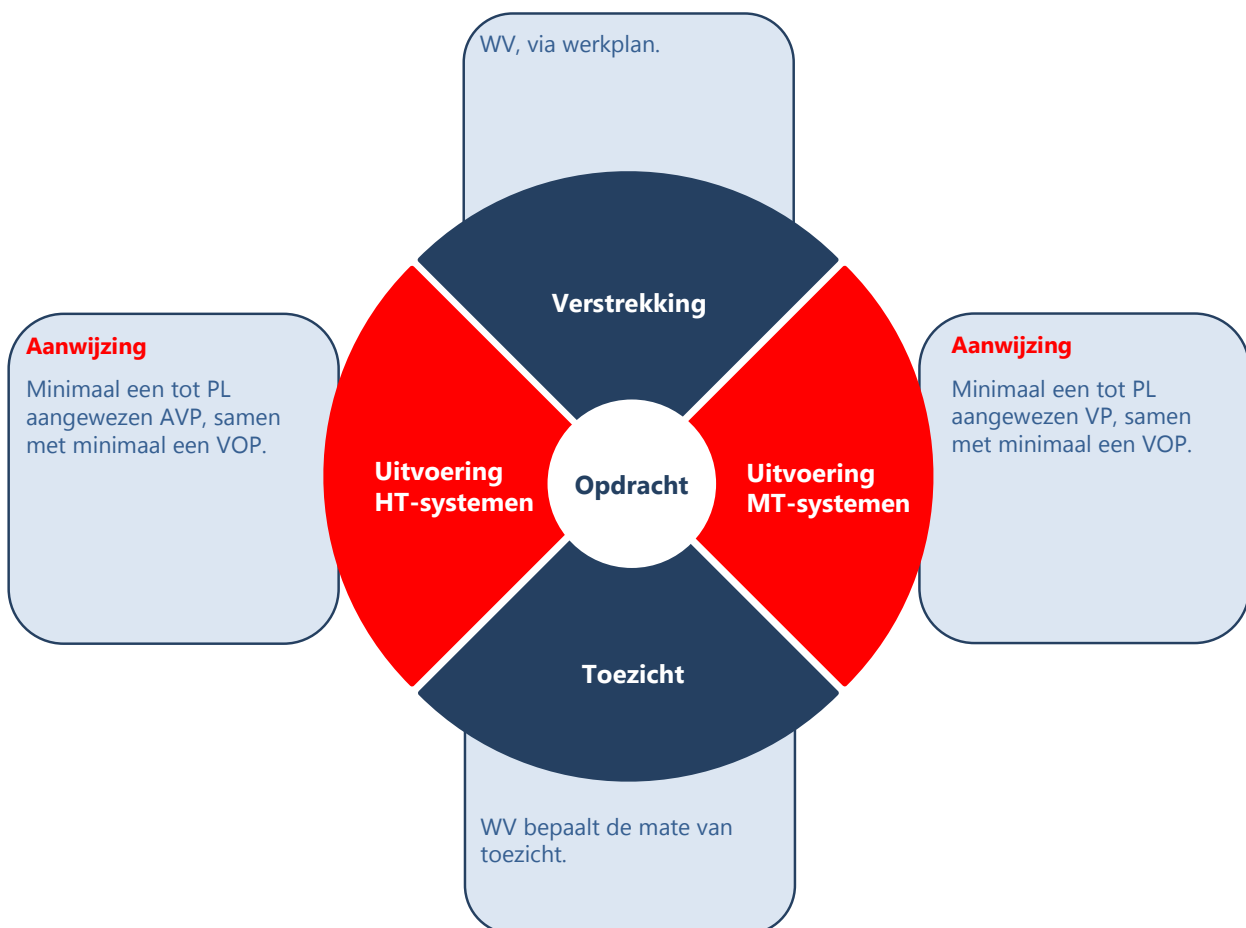 WV, via werkplan.
Verstrekking
Aanwijzing
Minimaal een tot PL
aangewezen AVP, samen
met minimaal een VOP.
Uitvoering
HT-systemen
Opdracht
Uitvoering
MT-systemen
Aanwijzing
Minimaal een tot PL
aangewezen VP, samen
met minimaal een VOP.
Toezicht
WV bepaalt de mate van
toezicht.